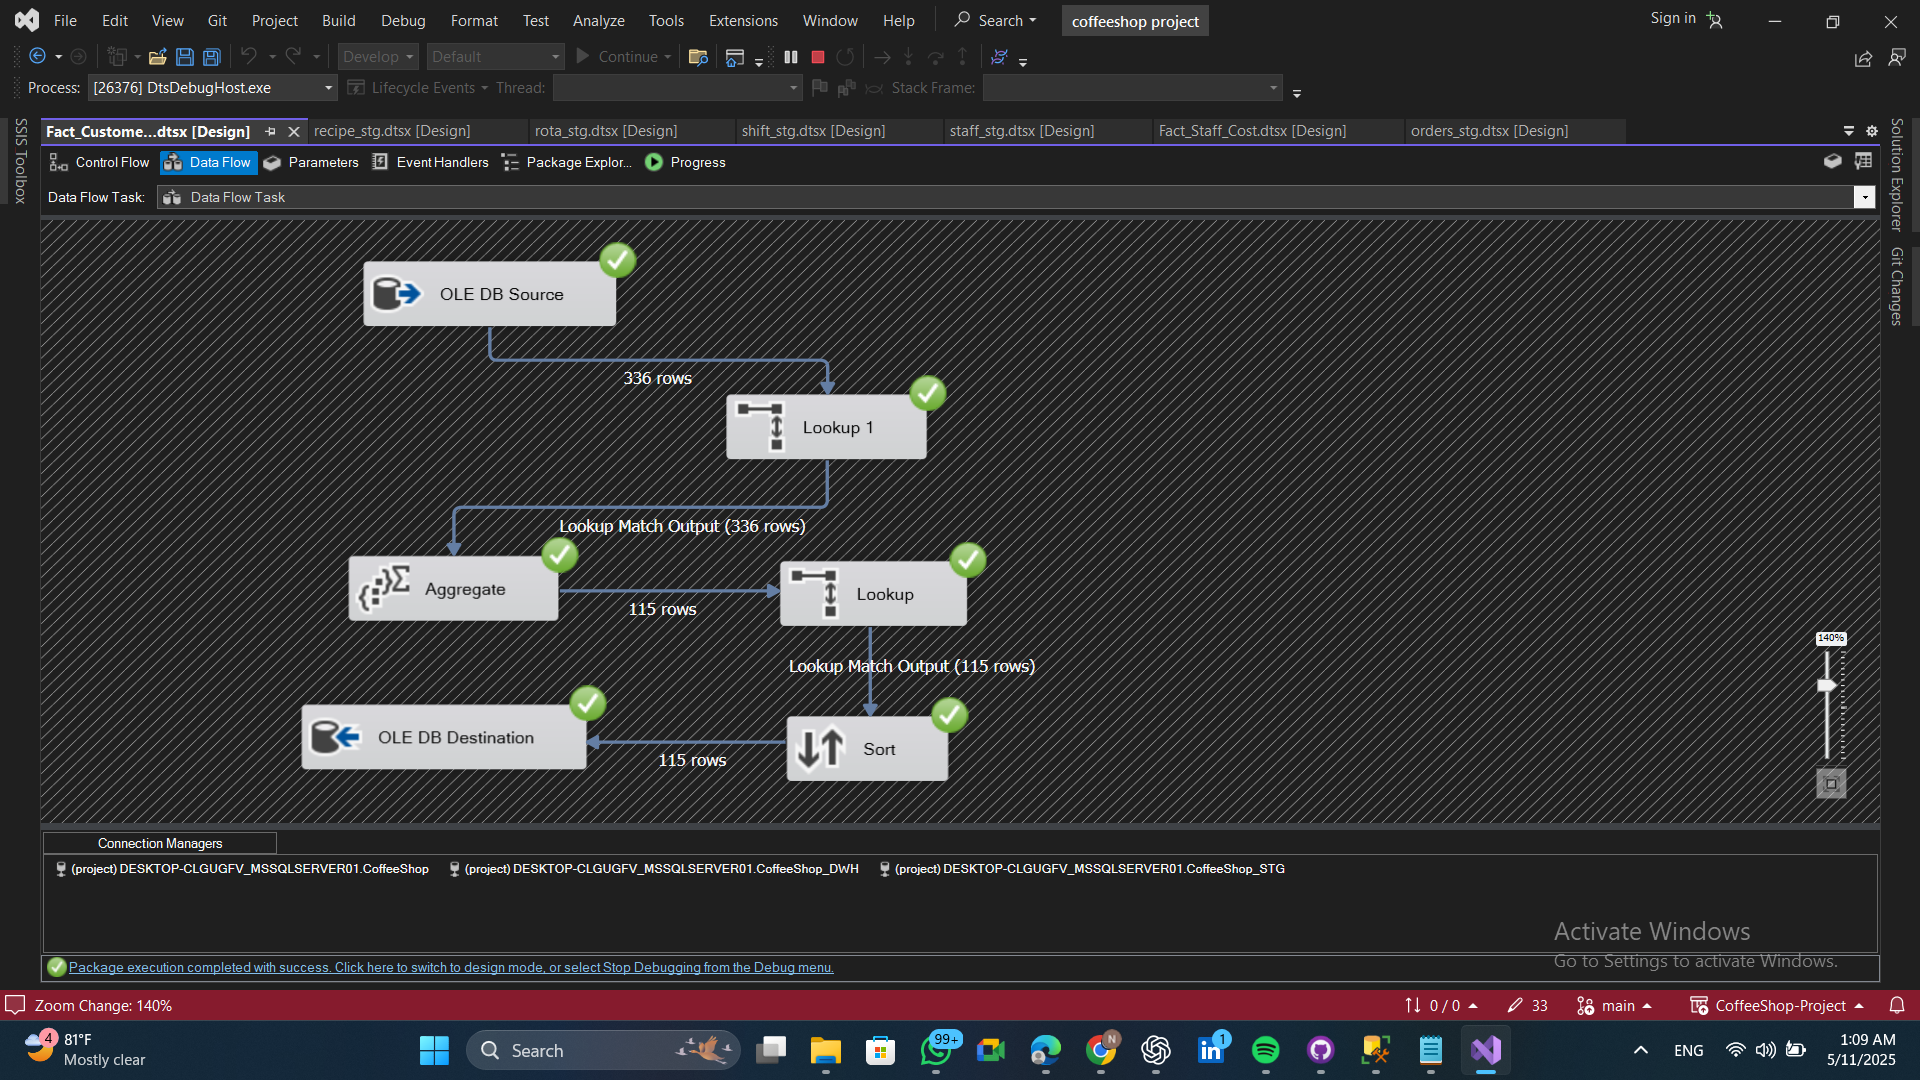 File Edit View Git Project Build Debug Format Test Analyze Tools Extensions Window Help Search coffeeshop project Sign in
Develop Default Continue
Process: [26376] DtsDebugHost.exe Lifecycle Events Thread: Stack Frame:
SSIS Toolbox
Fact_Custome...dtsx [Design] recipe_stg.dtsx [Design] rota_stg.dtsx [Design] shift_stg.dtsx [Design] staff_stg.dtsx [Design] Fact_Staff_Cost.dtsx [Design] orders_stg.dtsx [Design]
Control Flow Data Flow Parameters Event Handlers Package Explor... Progress
Data Flow Task: Data Flow Task
Solution Explorer
Git Changes
OLE DB Source
336 rows
Lookup 1
Lookup Match Output (336 rows)
Aggregate
115 rows
Lookup
Lookup Match Output (115 rows)
OLE DB Destination
115 rows
Sort
140%
Connection Managers
(project) DESKTOP-CLGUGFV_MSSQLSERVER01.CoffeeShop (project) DESKTOP-CLGUGFV_MSSQLSERVER01.CoffeeShop_DWH (project) DESKTOP-CLGUGFV_MSSQLSERVER01.CoffeeShop_STG
Activate Windows
Go to Settings to activate Windows.
Package execution completed with success. Click here to switch to design mode, or select Stop Debugging from the Debug menu.
Zoom Change: 140% 0 / 0 33 main CoffeeShop-Project
4 81°F
Mostly clear
Search
99+
N
1
ENG
1:09 AM
5/11/2025